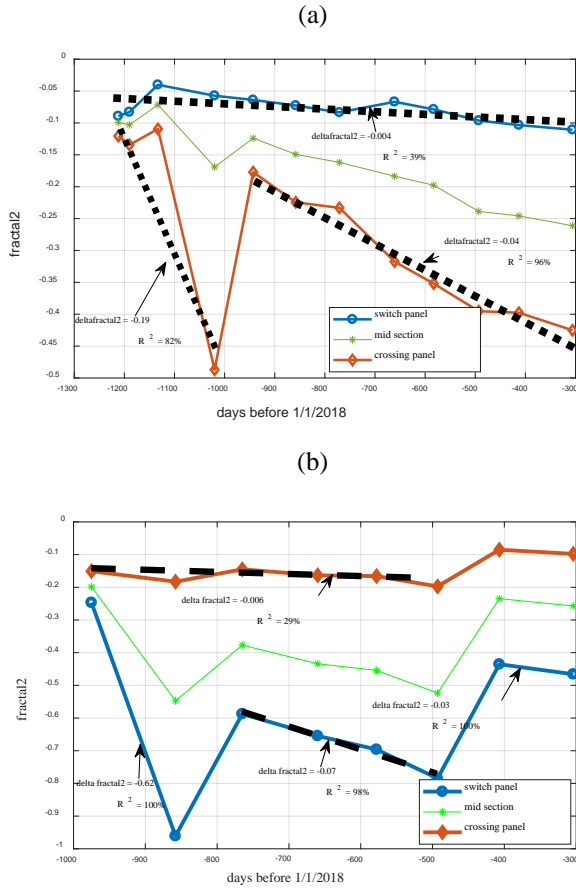 (a)
0
-0.05
-0.1
-0.15
-0.2
-0.25
-0.3
-0.35
-0.4
-0.45
-0.5
fractal2
deltafractal2 = -0.004
R 2 = 39%
deltafractal2 = -0.04
R 2 = 96%
deltafractal2 = -0.19
R 2 = 82%
switch panel
mid section
crossing panel
-1300 -1200 -1100 -1000 -900 -800 -700 -600 -500 -400 -300
days before 1/1/2018
(b)
0
-0.1
-0.2
-0.3
-0.4
-0.5
-0.6
-0.7
-0.8
-0.9
-1
fractal2
delta fractal2 = -0.006
R 2 = 29%
delta fractal2 = -0.03
R 2 = 100%
delta fractal2 = -0.07
R 2 = 98%
delta fractal2 = -0.62
R 2 = 100%
switch panel
mid section
crossing panel
-1000 -900 -800 -700 -600 -500 -400 -300
days before 1/1/2018